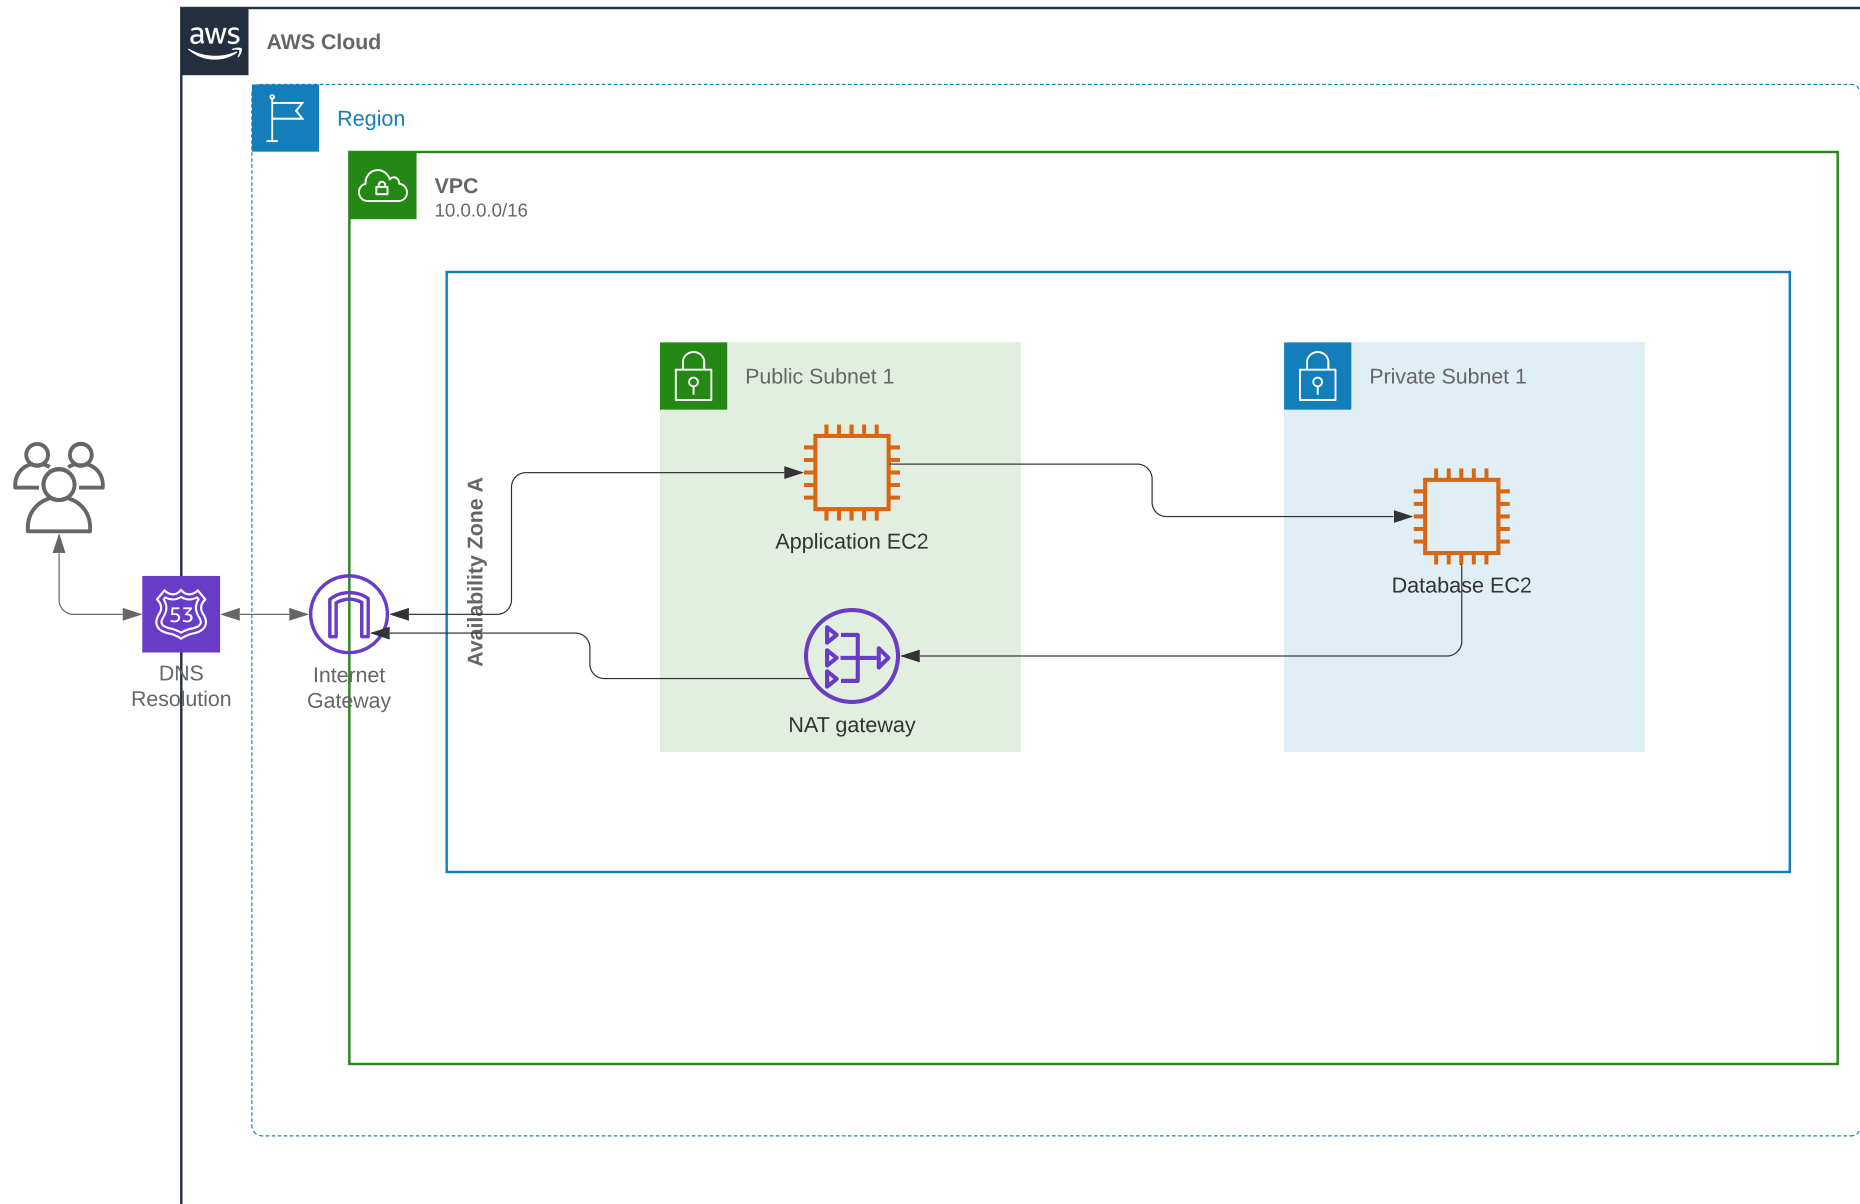 aws
AWS Cloud
Region
VPC
10.0.0.0/16
Availability Zone A
Public Subnet 1
Application EC2
NAT gateway
Private Subnet 1
Database EC2
53
DNS
Resolution
Internet
Gateway